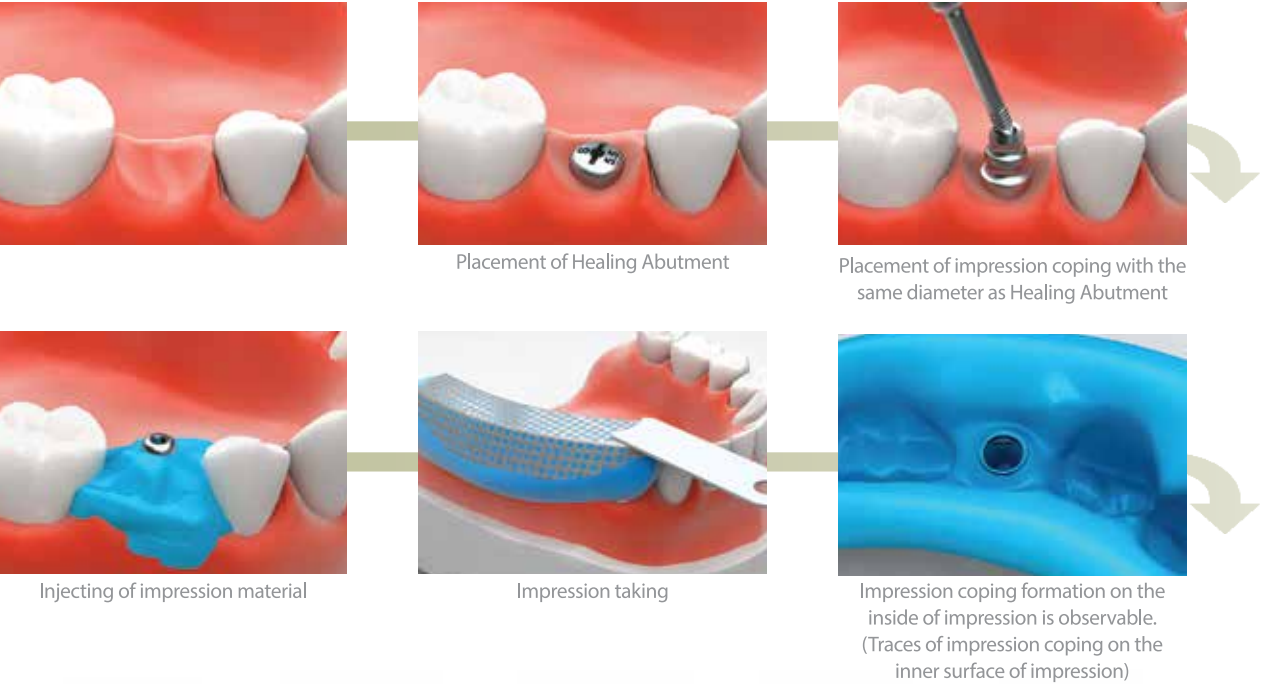 Placement of Healing Abutment
Placement of impression coping with the
same diameter as Healing Abutment
Injecting of impression material
Impression taking
Impression coping formation on the
inside of impression is observable.
(Traces of impression coping on the
inner surface of impression)